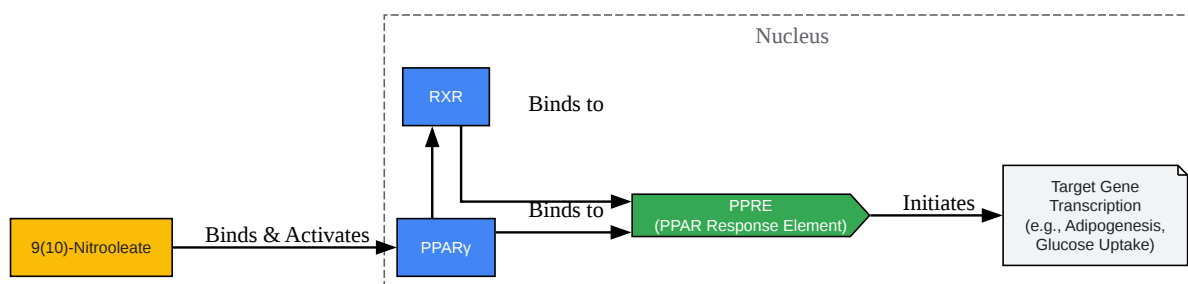 Nucleus
RXR
Binds to
9(10)-Nitrooleate
Binds & Activates
PPARγ
Binds to
PPRE
(PPAR Response Element)
Initiates
Target Gene
Transcription
(e.g., Adipogenesis,
Glucose Uptake)